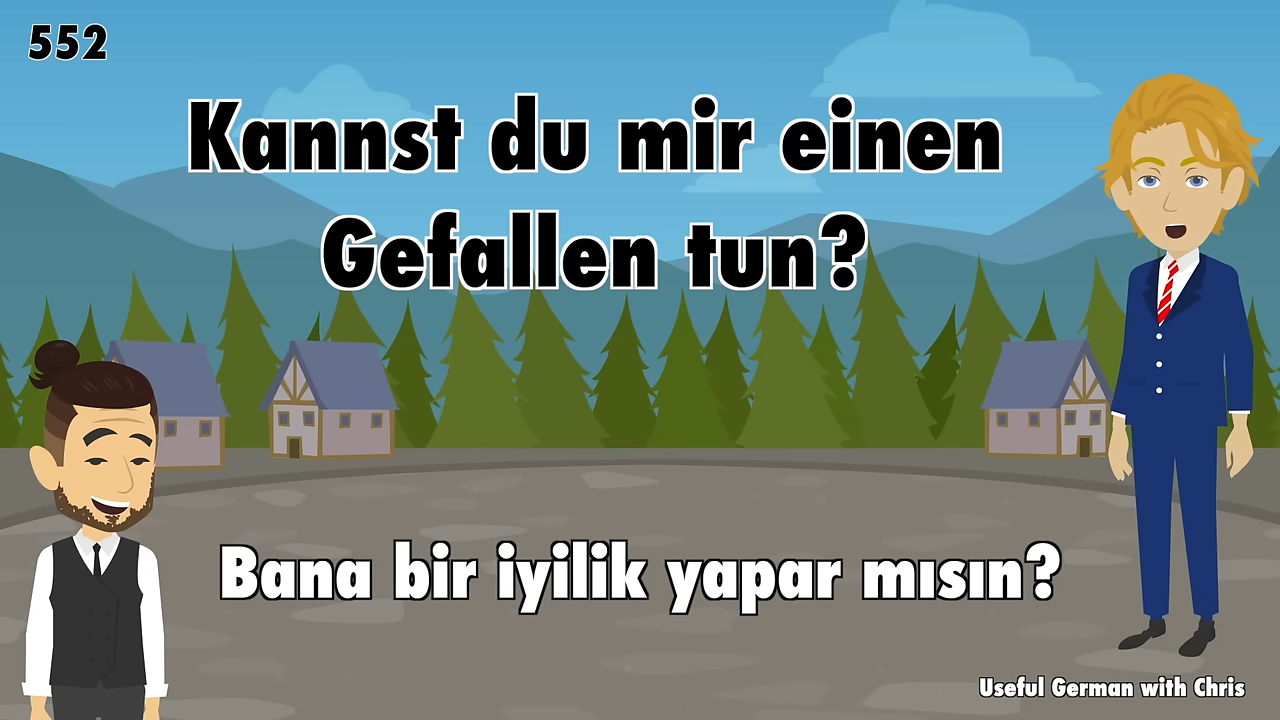 552
Kannst du mir einen
Gefallen tun?
Bana bir iyilik yapar mısın?
Useful German with Chris